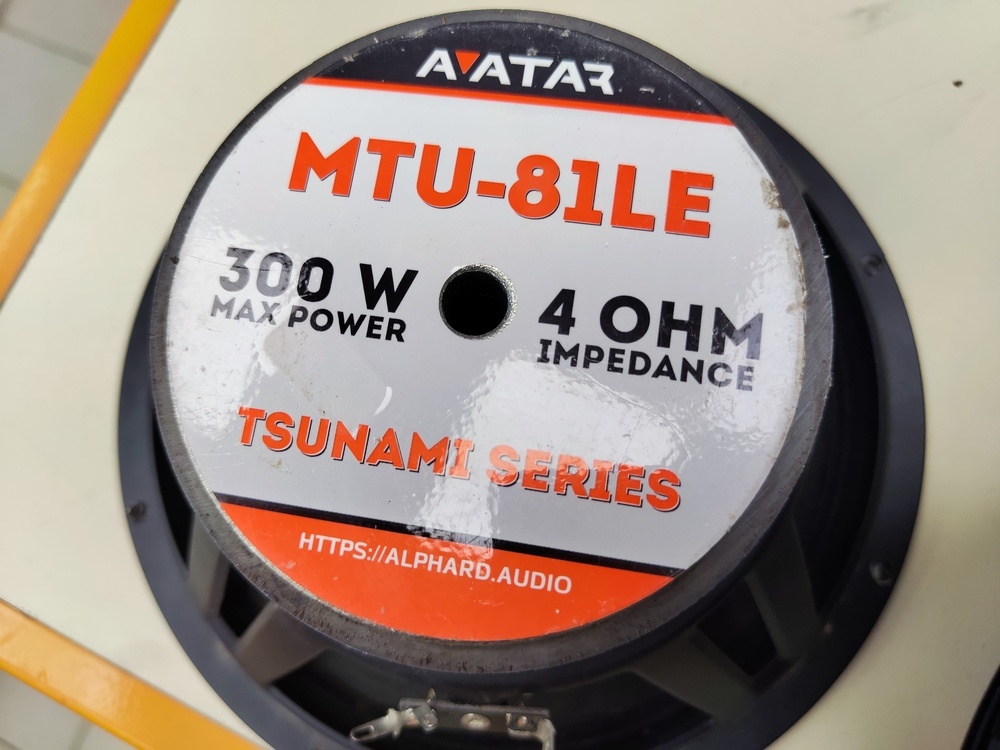 AVATAR
MTU-81LE
300 W
MAX POWER
4 OHM
IMPEDANCE
TSUNAMI SERIES
HTTPS://ALPHARD.AUDIO